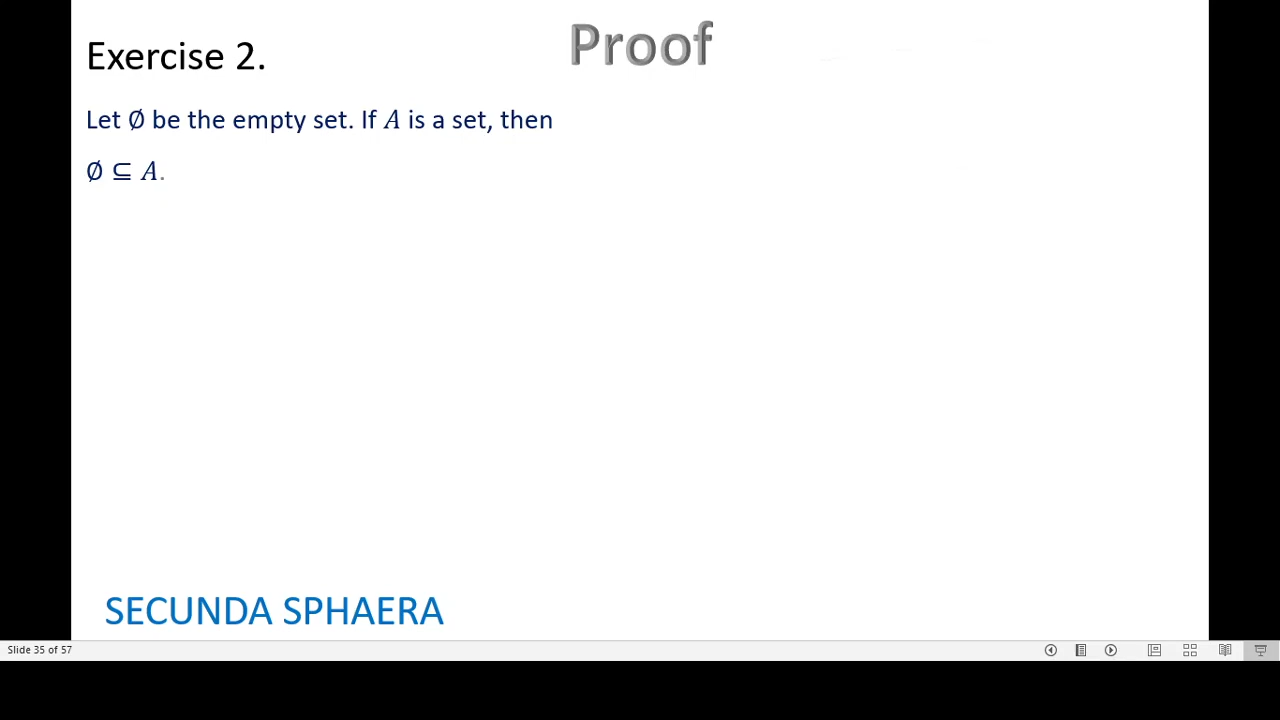 Proof
Exercise 2.
Let ∅ be the empty set. If A is a set, then
∅ ⊆ A.
SECUNDA SPHAERA
Slide 35 of 57